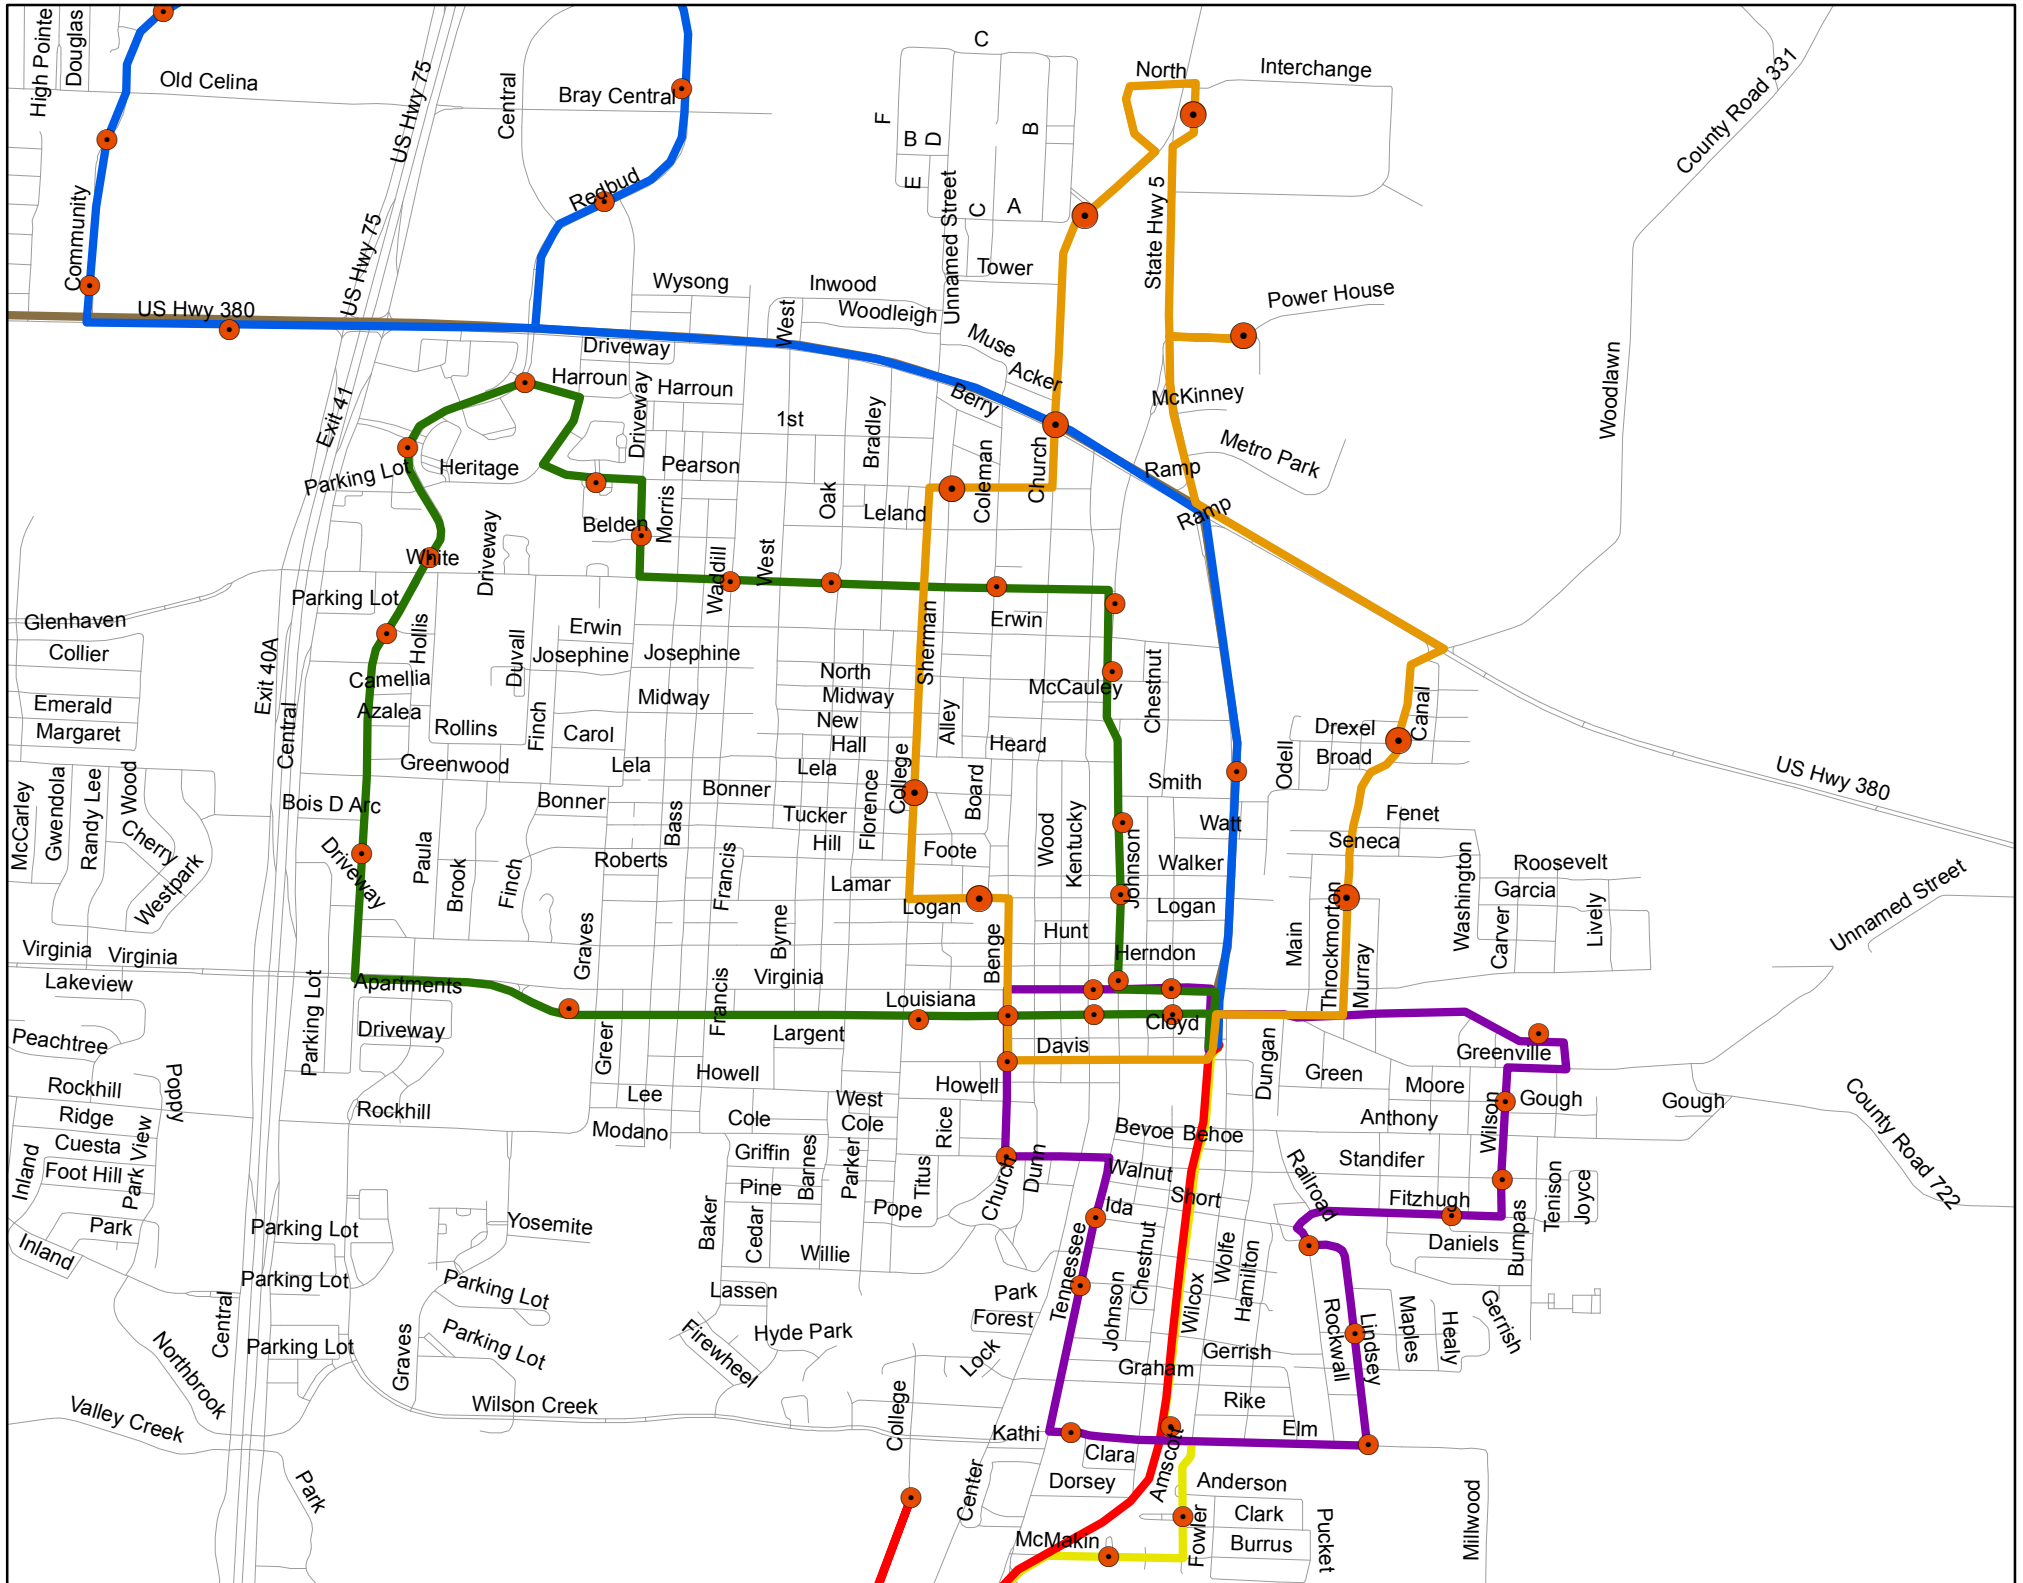 High Pointe
Douglas
Old Celina
US Hwy 75
Central
Bray Central
C
North
Interchange
County Road 331
F
B
D
B
E
Unnamed Street
C
A
State Hwy 5
Redbud
Community
US Hwy 75
US Hwy 380
Wysong
Inwood
Woodleigh
West
Tower
Power House
Muse
Acker
Berry
Driveway
Harroun
Harroun
Driveway
1st
Bradley
McKinney
Metro Park
Woodlawn
Exit 41
Parking Lot
Heritage
Pearson
Coleman
Church
Ramp
Ramp
Oak
Leland
Morris
Belden
Driveway
White
West
Waddill
Parking Lot
Hollis
Glenhaven
Collier
Emerald
Margaret
Exit 40A
Central
Camellia
Azalea
Duvall
Erwin
Josephine
Josephine
Sherman
Erwin
North
Midway
Midway
McCauley
Chestnut
Rollins
Finch
Carol
New
Hall
Alley
Heard
Drexel
Broad
Canal
Greenwood
Lela
Lela
College
Board
Smith
Odell
US Hwy 380
McCarley
Gwendola
Randy Lee
Wood
Cherry
Westpark
Bois D Arc
Driveway
Bonner
Bonner
Bass
Tucker
Hill
Florence
Foote
Wood
Kentucky
Watt
Fenet
Seneca
Paula
Brook
Finch
Roberts
Francis
Lamar
Logan
Johnson
Walker
Logan
Throckmorton
Washington
Roosevelt
Garcia
Carver
Lively
Unnamed Street
Virginia
Virginia
Lakeview
Parking Lot
Apartments
Graves
Byrne
Virginia
Francis
Benge
Hunt
Herndon
Main
Murray
Louisiana
Cloyd
Driveway
Greer
Largent
Davis
Dungan
Greenville
Peachtree
Rockhill
Ridge
Cuesta
Foot Hill
Poppy
Park View
Inland
Park
Inland
Rockhill
Howell
Lee
Modano
Cole
Griffin
Pine
Cedar
Baker
Barnes
West
Cole
Parker
Howell
Rice
Titus
Pope
Willie
Church
Dunn
Bevoe
Behoe
Walnut
Short
Ida
Green
Moore
Anthony
Standifer
Fitzhugh
Daniels
Wilson
Gough
Gough
Bumpas
Tenison
Joyce
County Road 722
Railroad
Parking Lot
Yosemite
Parking Lot
Parking Lot
Parking Lot
Parking Lot
Central
Northbrook
Valley Creek
Park
Graves
Wilson Creek
Lassen
Firewheel
Hyde Park
Park
Forest
Lock
College
Tennessee
Johnson
Chestnut
Wilcox
Wolfe
Hamilton
Graham
Gerrish
Rike
Elm
Rockwall
Lindsey
Maples
Healy
Gerrish
Kathi
Clara
Dorsey
Center
Amscott
Anderson
Clark
Burrus
Fowler
McMakin
Pucket
Millwood